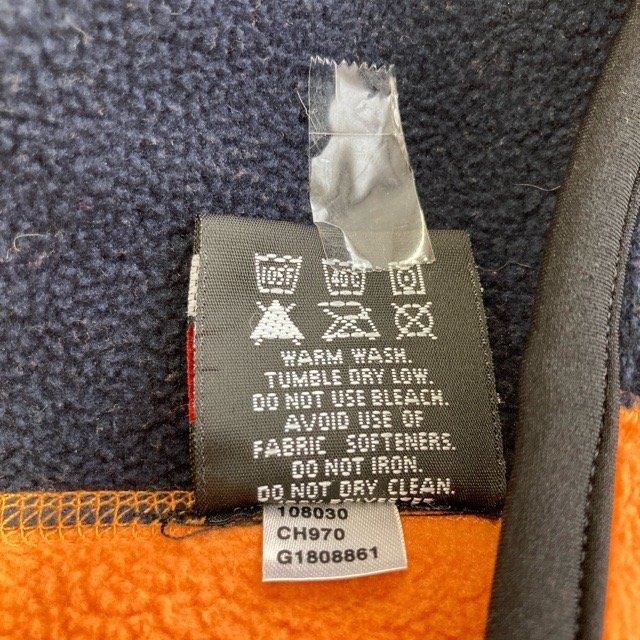 WARM WASH.
TUMBLE DRY LOW.
DO NOT USE BLEACH.
AVOID USE OF
FABRIC SOFTENERS.
DO NOT IRON.
DO NOT DRY CLEAN.
108030
CH970
G1808861